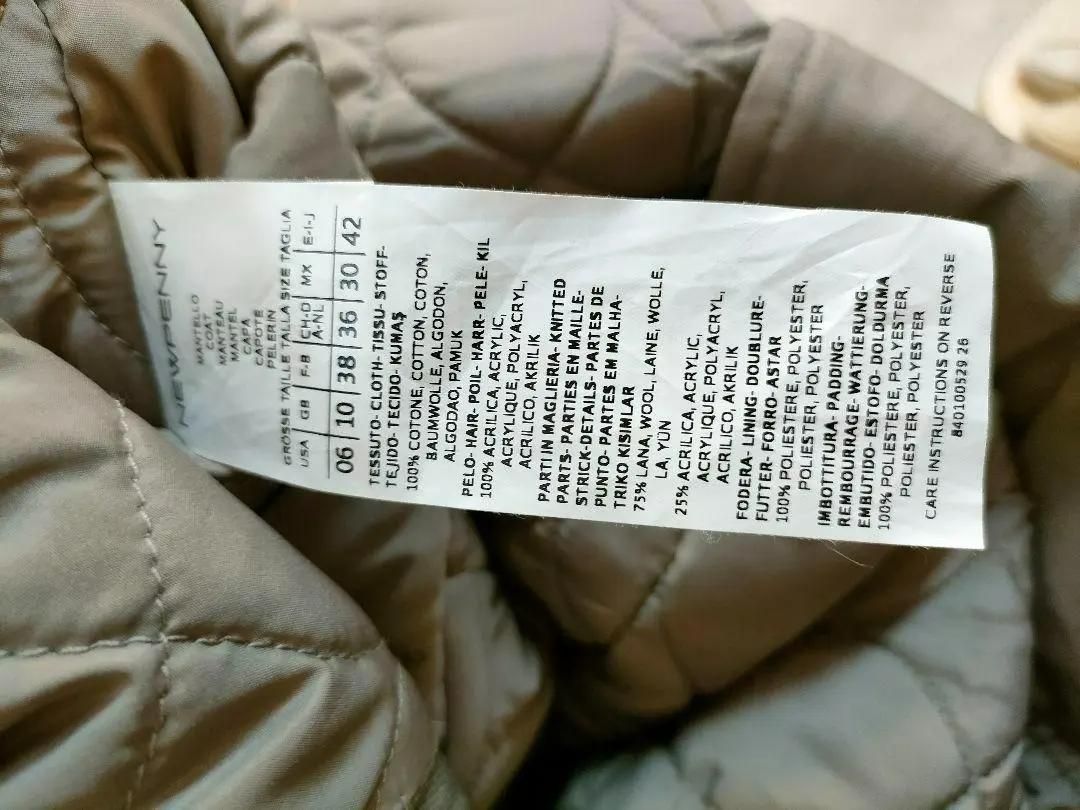 NEWPENNY
MANTELLO
COAT
MANTEAU
MANTEL
CAPA
CAPOTE
PELERIN
GRÖSSE TAILLE TALLA SIZE TAGLIA
USA GB F-B CH-D A-NL MX E-I-J
06 10 38 36 30 42
TESSUTO- CLOTH- TISSU- STOFF-
TEJIDO- TECIDO- KUMAŞ
100% COTONE, COTTON, COTON,
BAUMWOLLE, ALGODON,
ALGODAO, PAMUK
PELO- HAIR- POIL- HARR- PELE- KIL
100% ACRILICA, ACRYLIC,
ACRYLIQUE, POLYACRYL,
ACRILICO, AKRILIK
PARTI IN MAGLIERIA- KNITTED
PARTS- PARTIES EN MAILLE-
STRICK-DETAILS- PARTES DE
PUNTO- PARTES EM MALHA-
TRIKO KISIMLAR
75% LANA, WOOL, LAINE, WOLLE,
LA, YÜN
25% ACRILICA, ACRYLIC,
ACRYLIQUE, POLYACRYL,
ACRILICO, AKRILIK
FODERA- LINING- DOUBLURE-
FUTTER- FORRO- ASTAR
100% POLIESTERE, POLYESTER,
POLIESTER, POLYESTER
IMBOTTITURA- PADDING-
REMBOURRAGE- WATTIERUNG-
EMBUTIDO- ESTOFO- DOLDURMA
100% POLIESTERE, POLYESTER,
POLIESTER, POLYESTER,
CARE INSTRUCTIONS ON REVERSE
840100529 26